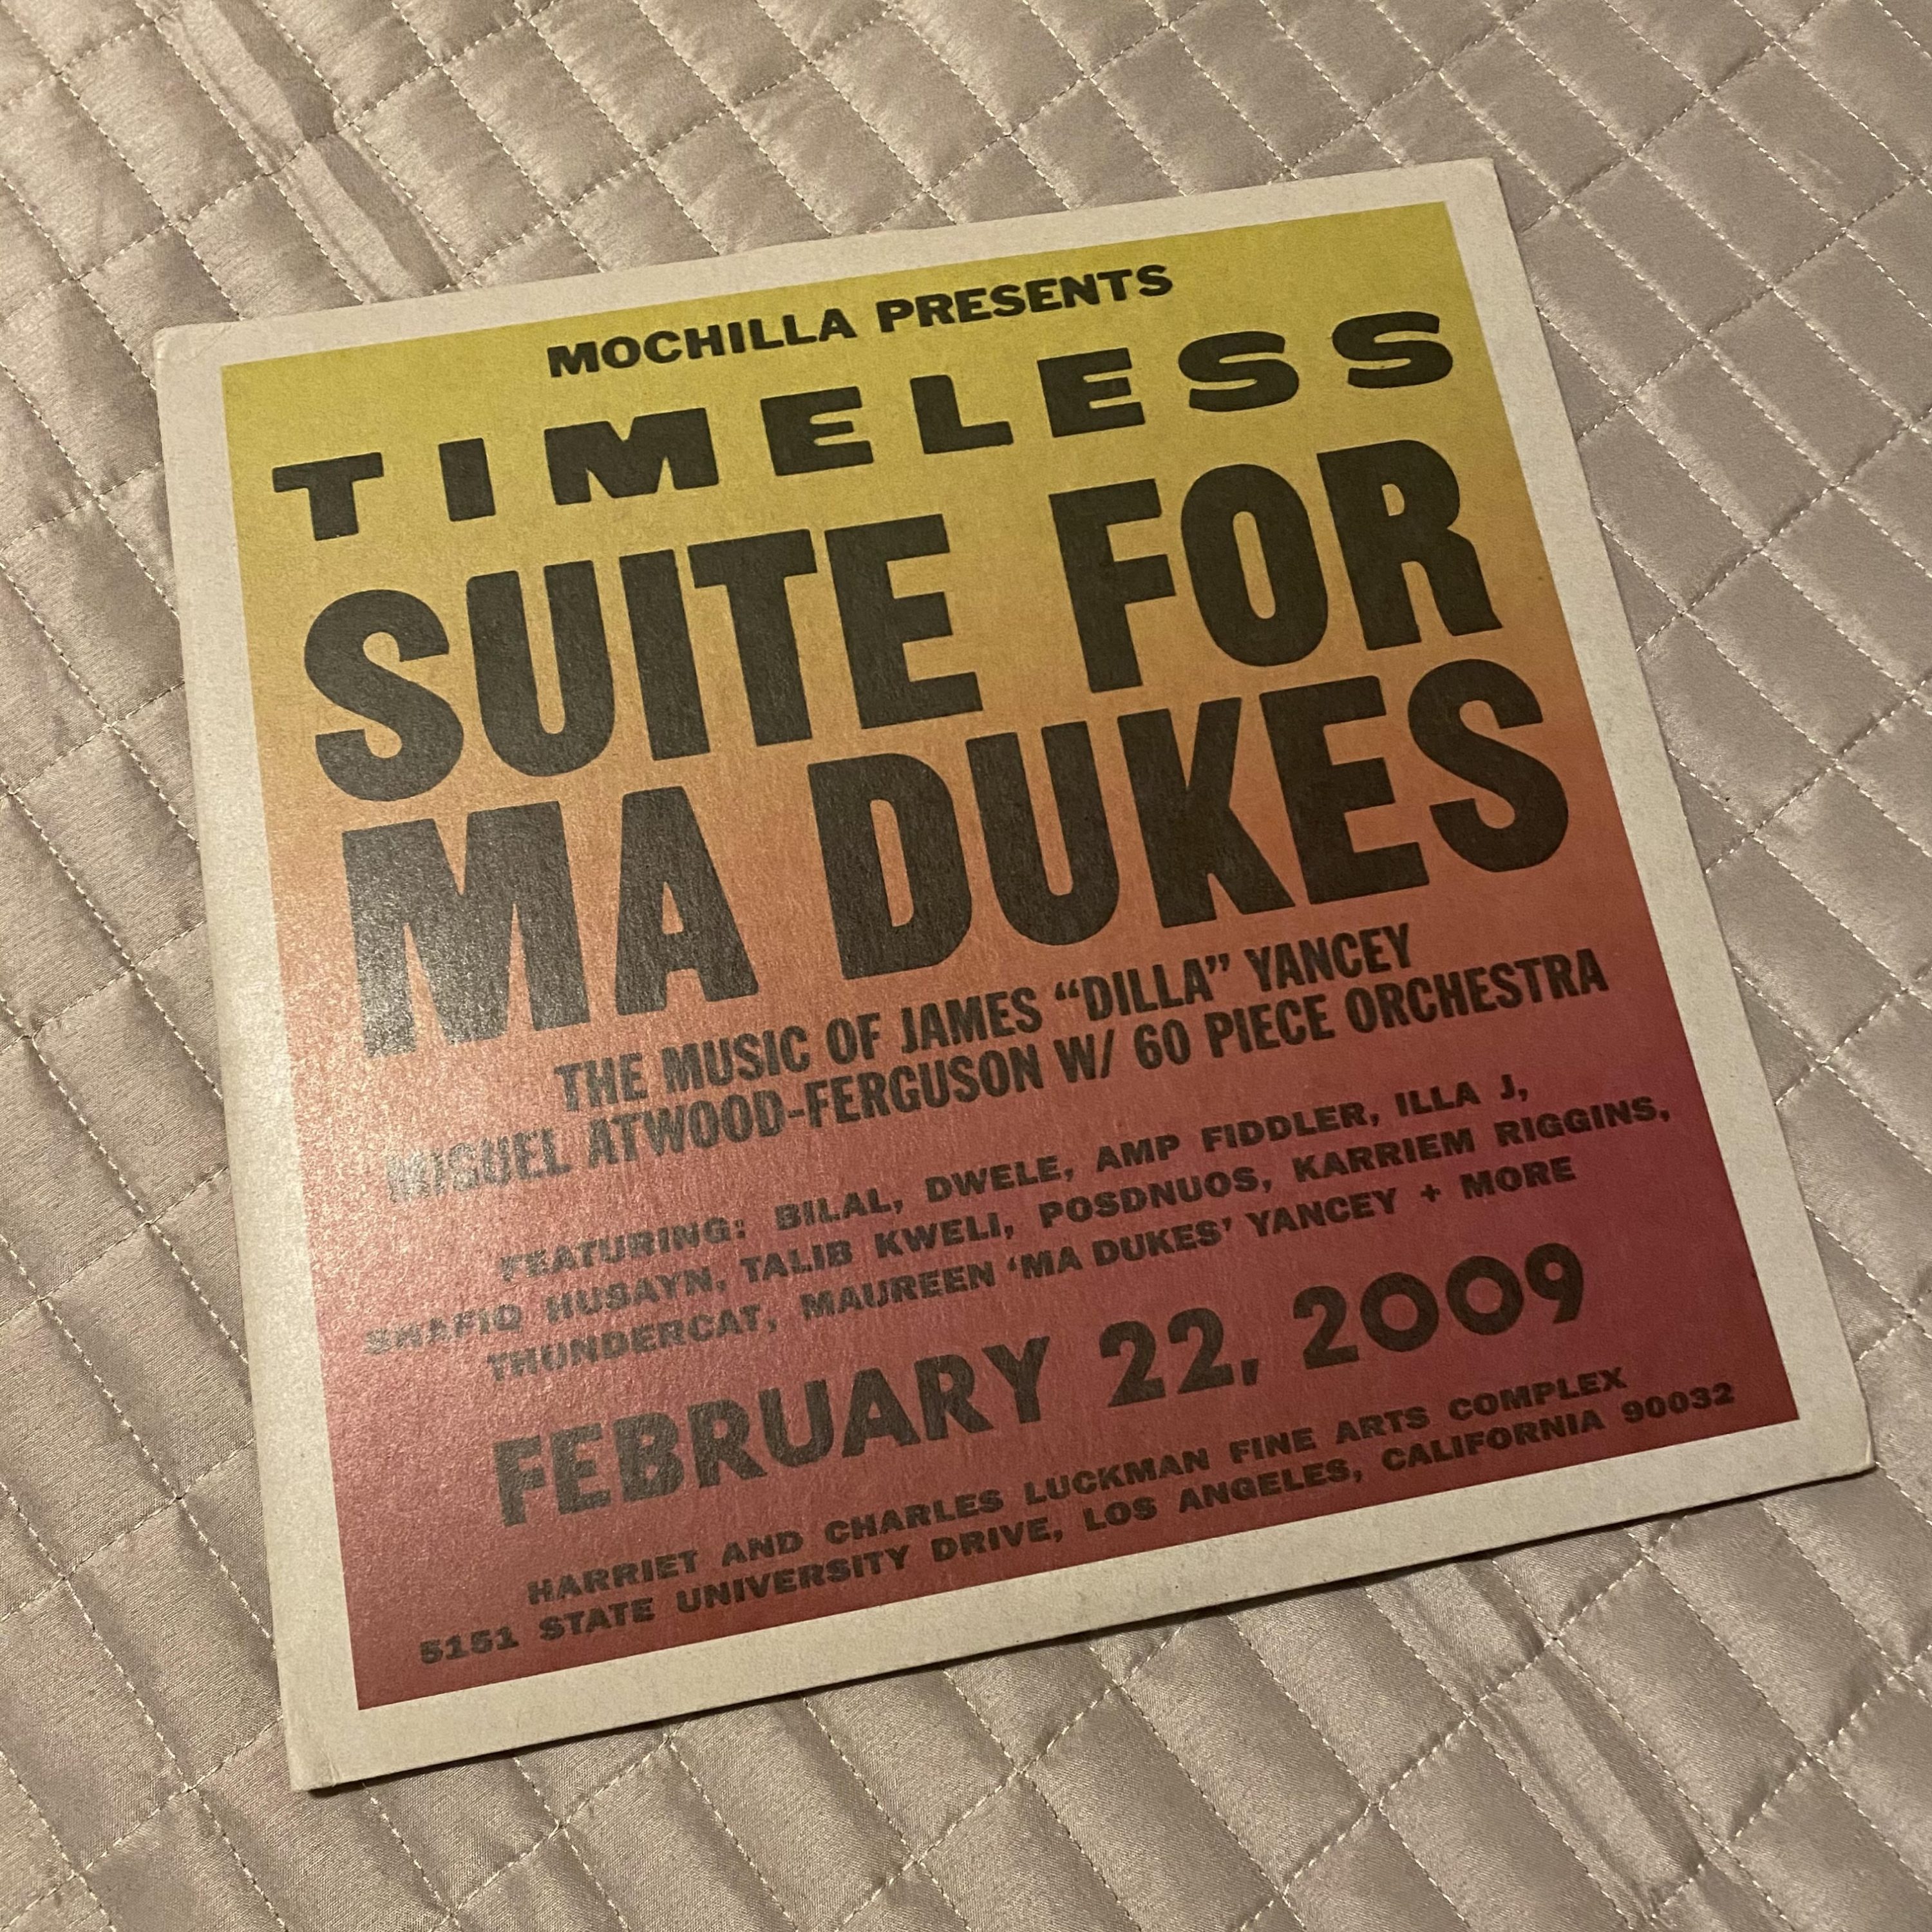 MOCHILLA PRESENTS
TIMELESS
SUITE FOR
MA DUKES
THE MUSIC OF JAMES “DILLA” YANCEY
MIGUEL ATWOOD-FERGUSON W/ 60 PIECE ORCHESTRA
FEATURING: BILAL, DWELE, AMP FIDDLER, ILLA J,
SHAFIQ HUSAYN, TALIB KWELI, POSDNUOS, KARRIEM RIGGINS,
THUNDERCAT, MAUREEN ‘MA DUKES’ YANCEY + MORE
FEBRUARY 22, 2009
HARRIET AND CHARLES LUCKMAN FINE ARTS COMPLEX
5151 STATE UNIVERSITY DRIVE, LOS ANGELES, CALIFORNIA 90032